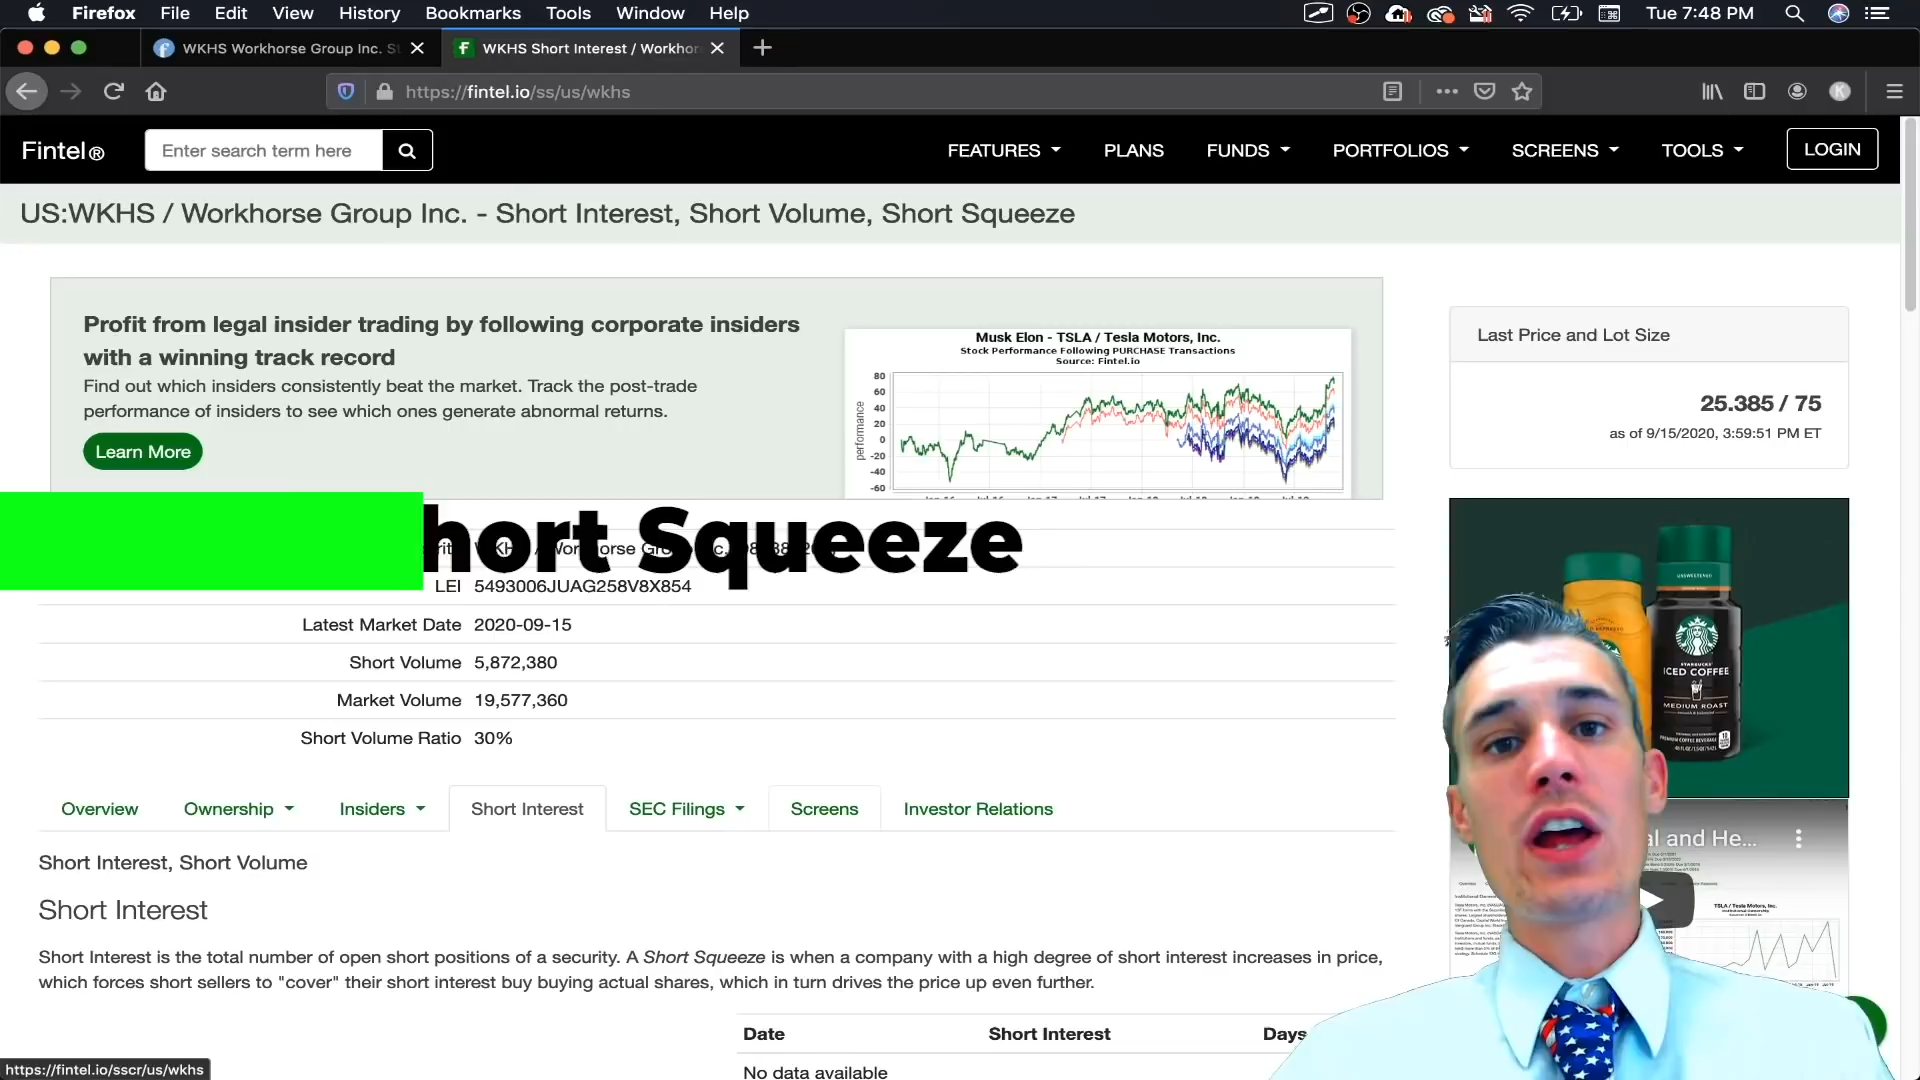 Firefox File Edit View History Bookmarks Tools Window Help
Tue 7:48 PM
WKHS Workhorse Group Inc. S
WKHS Short Interest / Workhor
https://fintel.io/ss/us/wkhs
K
Fintel®
Enter search term here
FEATURES PLANS FUNDS PORTFOLIOS SCREENS TOOLS LOGIN
US:WKHS / Workhorse Group Inc. - Short Interest, Short Volume, Short Squeeze
Profit from legal insider trading by following corporate insiders
with a winning track record
Find out which insiders consistently beat the market. Track the post-trade
performance of insiders to see which ones generate abnormal returns.
Learn More
Musk Elon - TSLA / Tesla Motors, Inc.
Stock Performance Following PURCHASE Transactions
Source: Fintel.io
performance
80
60
40
20
0
-20
-40
-60
Last Price and Lot Size
25.385 / 75
as of 9/15/2020, 3:59:51 PM ET
hort Squeeze
LEI 5493006JUAG258V8X854
Latest Market Date 2020-09-15
Short Volume 5,872,380
Market Volume 19,577,360
Short Volume Ratio 30%
UNSWEETENED
STARBUCKS
ICED COFFEE
MEDIUM ROAST
PREMIUM COFFEE BEVERAGE
Overview Ownership Insiders Short Interest SEC Filings Screens Investor Relations
al and He...
TSLA / Tesla Motors, Inc.
Short Interest, Short Volume
Short Interest
Short Interest is the total number of open short positions of a security. A Short Squeeze is when a company with a high degree of short interest increases in price,
which forces short sellers to "cover" their short interest buy buying actual shares, which in turn drives the price up even further.
Date Short Interest Days
No data available
https://fintel.io/sscr/us/wkhs